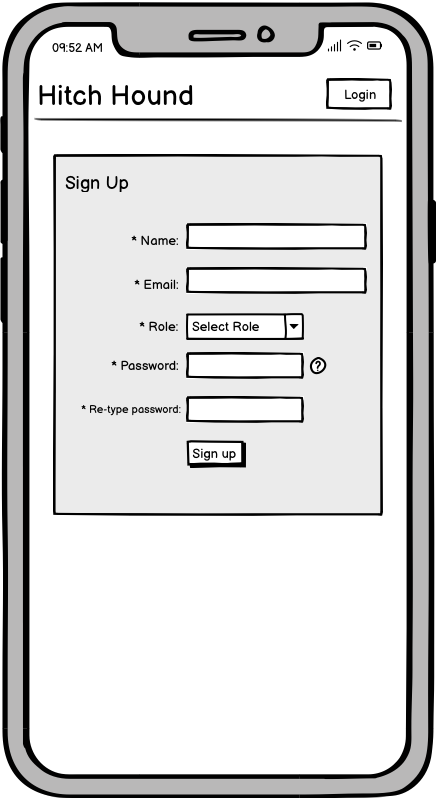 09:52 AM
Hitch Hound
Login
Sign Up
* Name:
* Email:
* Role: Select Role
* Password: ?
* Re-type password:
Sign up